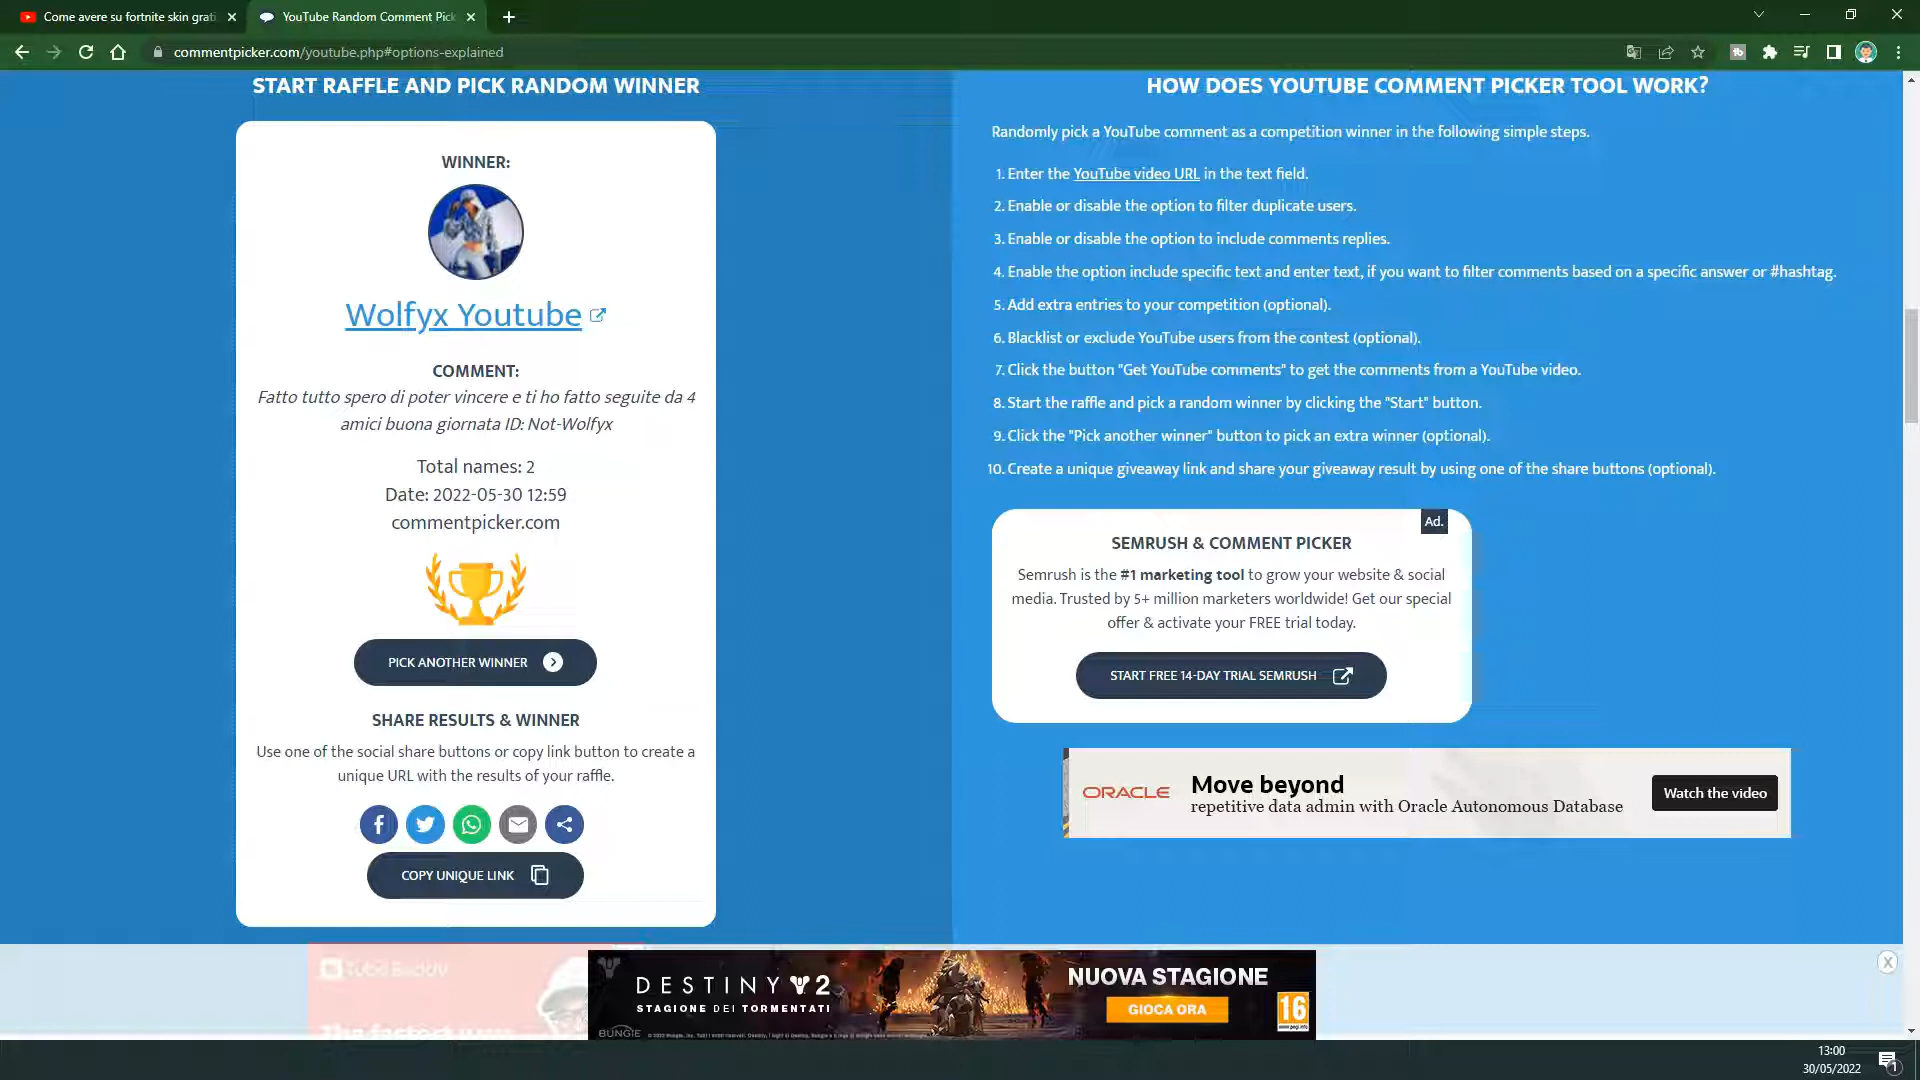 Come avere su fortnite skin grati
YouTube Random Comment Pick
commentpicker.com/youtube.php#options-explained
START RAFFLE AND PICK RANDOM WINNER
WINNER:
Wolfyx Youtube
COMMENT:
Fatto tutto spero di poter vincere e ti ho fatto seguite da 4
amici buona giornata ID: Not-Wolfyx
Total names: 2
Date: 2022-05-30 12:59
commentpicker.com
PICK ANOTHER WINNER
SHARE RESULTS & WINNER
Use one of the social share buttons or copy link button to create a
unique URL with the results of your raffle.
COPY UNIQUE LINK
HOW DOES YOUTUBE COMMENT PICKER TOOL WORK?
Randomly pick a YouTube comment as a competition winner in the following simple steps.
1. Enter the YouTube video URL in the text field.
2. Enable or disable the option to filter duplicate users.
3. Enable or disable the option to include comments replies.
4. Enable the option include specific text and enter text, if you want to filter comments based on a specific answer or #hashtag.
5. Add extra entries to your competition (optional).
6. Blacklist or exclude YouTube users from the contest (optional).
7. Click the button "Get YouTube comments" to get the comments from a YouTube video.
8. Start the raffle and pick a random winner by clicking the "Start" button.
9. Click the "Pick another winner" button to pick an extra winner (optional).
10. Create a unique giveaway link and share your giveaway result by using one of the share buttons (optional).
Ad.
SEMRUSH & COMMENT PICKER
Semrush is the #1 marketing tool to grow your website & social
media. Trusted by 5+ million marketers worldwide! Get our special
offer & activate your FREE trial today.
START FREE 14-DAY TRIAL SEMRUSH
ORACLE
Move beyond
repetitive data admin with Oracle Autonomous Database
Watch the video
DESTINY 2
STAGIONE DEI TORMENTATI
BUNGIE
NUOVA STAGIONE
GIOCA ORA
16
13:00
30/05/2022
1